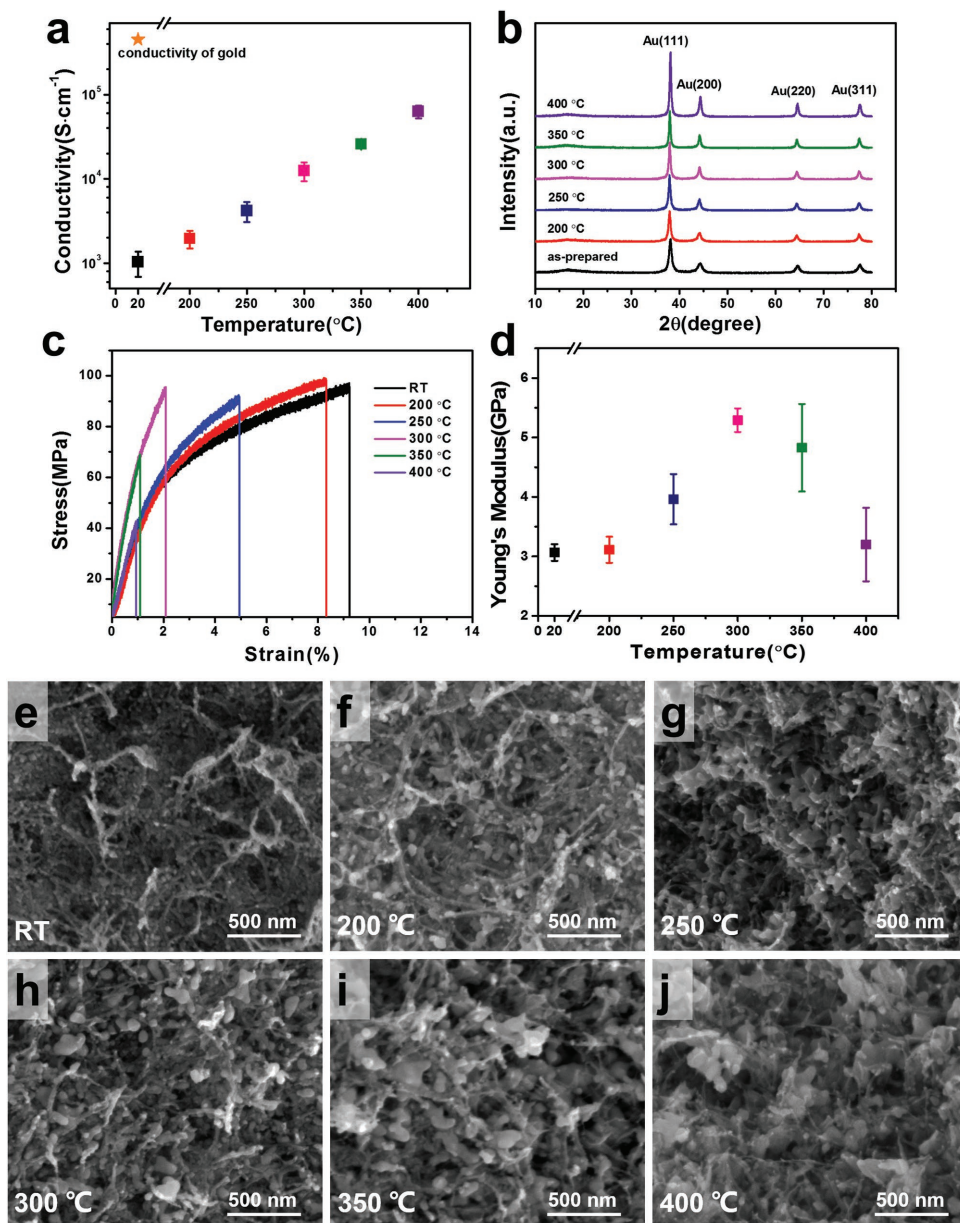 a
conductivity of gold
Conductivity(S·cm⁻¹)
10⁵
10⁴
10³
0 20 200 250 300 350 400
Temperature(°C)
b
Au(111)
Au(200)
Au(220)
Au(311)
400 °C
350 °C
300 °C
250 °C
200 °C
as-prepared
Intensity(a.u.)
10 20 30 40 50 60 70 80
2θ(degree)
c
Stress(MPa)
100
80
60
40
20
RT
200 °C
250 °C
300 °C
350 °C
400 °C
0 2 4 6 8 10 12 14
Strain(%)
d
Young's Modulus(GPa)
6
5
4
3
2
0 20 200 250 300 350 400
Temperature(°C)
e
RT
500 nm
f
200 ℃
500 nm
g
250 ℃
500 nm
h
300 ℃
500 nm
i
350 ℃
500 nm
j
400 ℃
500 nm